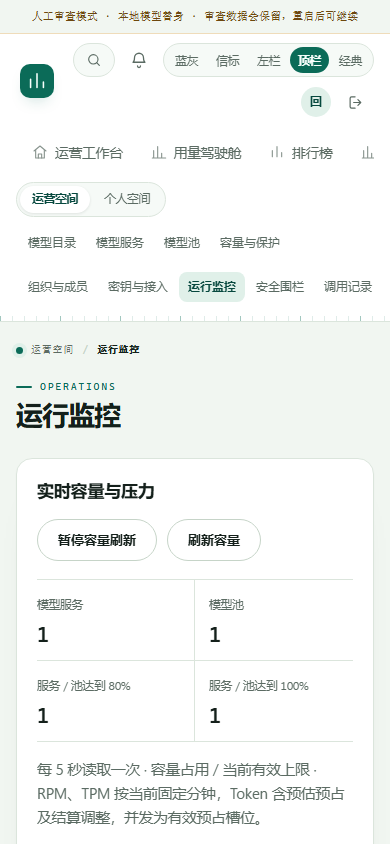 人工审查模式 · 本地模型替身 · 审查数据会保留，重启后可继续
蓝灰 信标 左栏 顶栏 经典
回
运营工作台 用量驾驶舱 排行榜
运营空间 个人空间
模型目录 模型服务 模型池 容量与保护
组织与成员 密钥与接入 运行监控 安全围栏 调用记录
运营空间 / 运行监控
OPERATIONS
运行监控
实时容量与压力
暂停容量刷新 刷新容量
模型服务 模型池
1 1
服务 / 池达到 80% 服务 / 池达到 100%
1 1
每 5 秒读取一次 · 容量占用 / 当前有效上限 ·
RPM、TPM 按当前固定分钟，Token 含预估预占
及结算调整，并发为有效预占槽位。